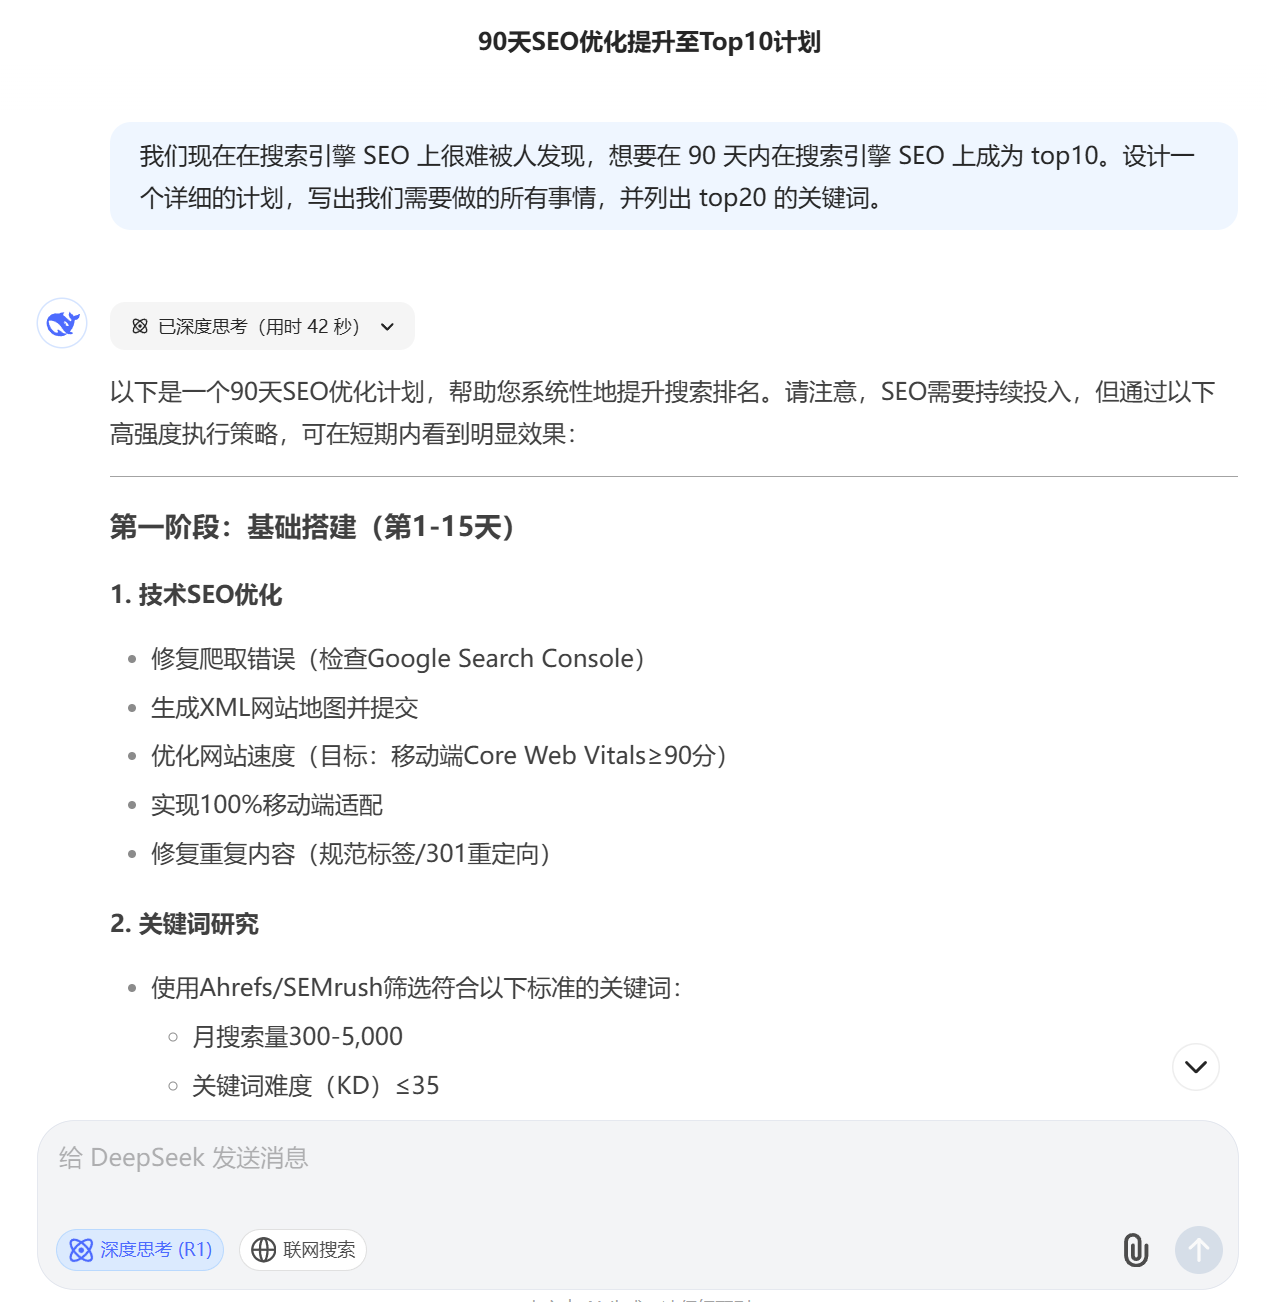 90天SEO优化提升至Top10计划
我们现在在搜索引擎 SEO 上很难被人发现，想要在 90 天内在搜索引擎 SEO 上成为 top10。设计一
个详细的计划，写出我们需要做的所有事情，并列出 top20 的关键词。
已深度思考（用时 42 秒）
以下是一个90天SEO优化计划，帮助您系统性地提升搜索排名。请注意，SEO需要持续投入，但通过以下
高强度执行策略，可在短期内看到明显效果：
第一阶段：基础搭建（第1-15天）
1. 技术SEO优化
修复爬取错误（检查Google Search Console）
生成XML网站地图并提交
优化网站速度（目标：移动端Core Web Vitals≥90分）
实现100%移动端适配
修复重复内容（规范标签/301重定向）
2. 关键词研究
使用Ahrefs/SEMrush筛选符合以下标准的关键词：
月搜索量300-5,000
关键词难度（KD）≤35
给 DeepSeek 发送消息
深度思考 (R1)
联网搜索